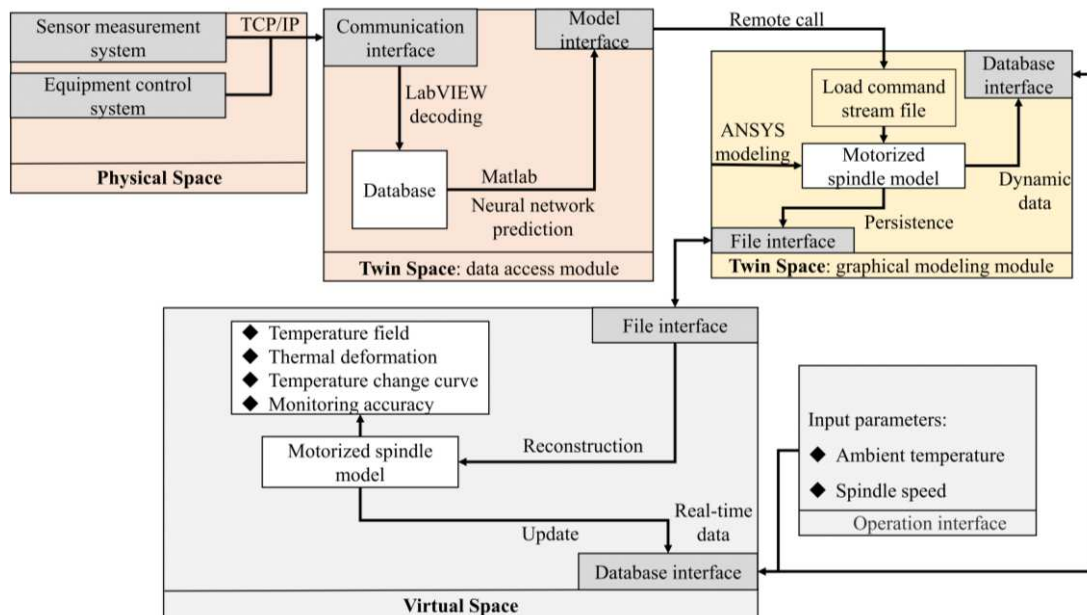 Sensor measurement
system
TCP/IP
Equipment control
system
Physical Space
Communication
interface
Model
interface
LabVIEW
decoding
Database
Matlab
Neural network
prediction
Twin Space: data access module
Remote call
Database
interface
Load command
stream file
ANSYS
modeling
Motorized
spindle model
Dynamic
data
Persistence
File interface
Twin Space: graphical modeling module
File interface
◆ Temperature field
◆ Thermal deformation
◆ Temperature change curve
◆ Monitoring accuracy
Motorized spindle
model
Reconstruction
Update
Real-time
data
Database interface
Virtual Space
Input parameters:
◆ Ambient temperature
◆ Spindle speed
Operation interface